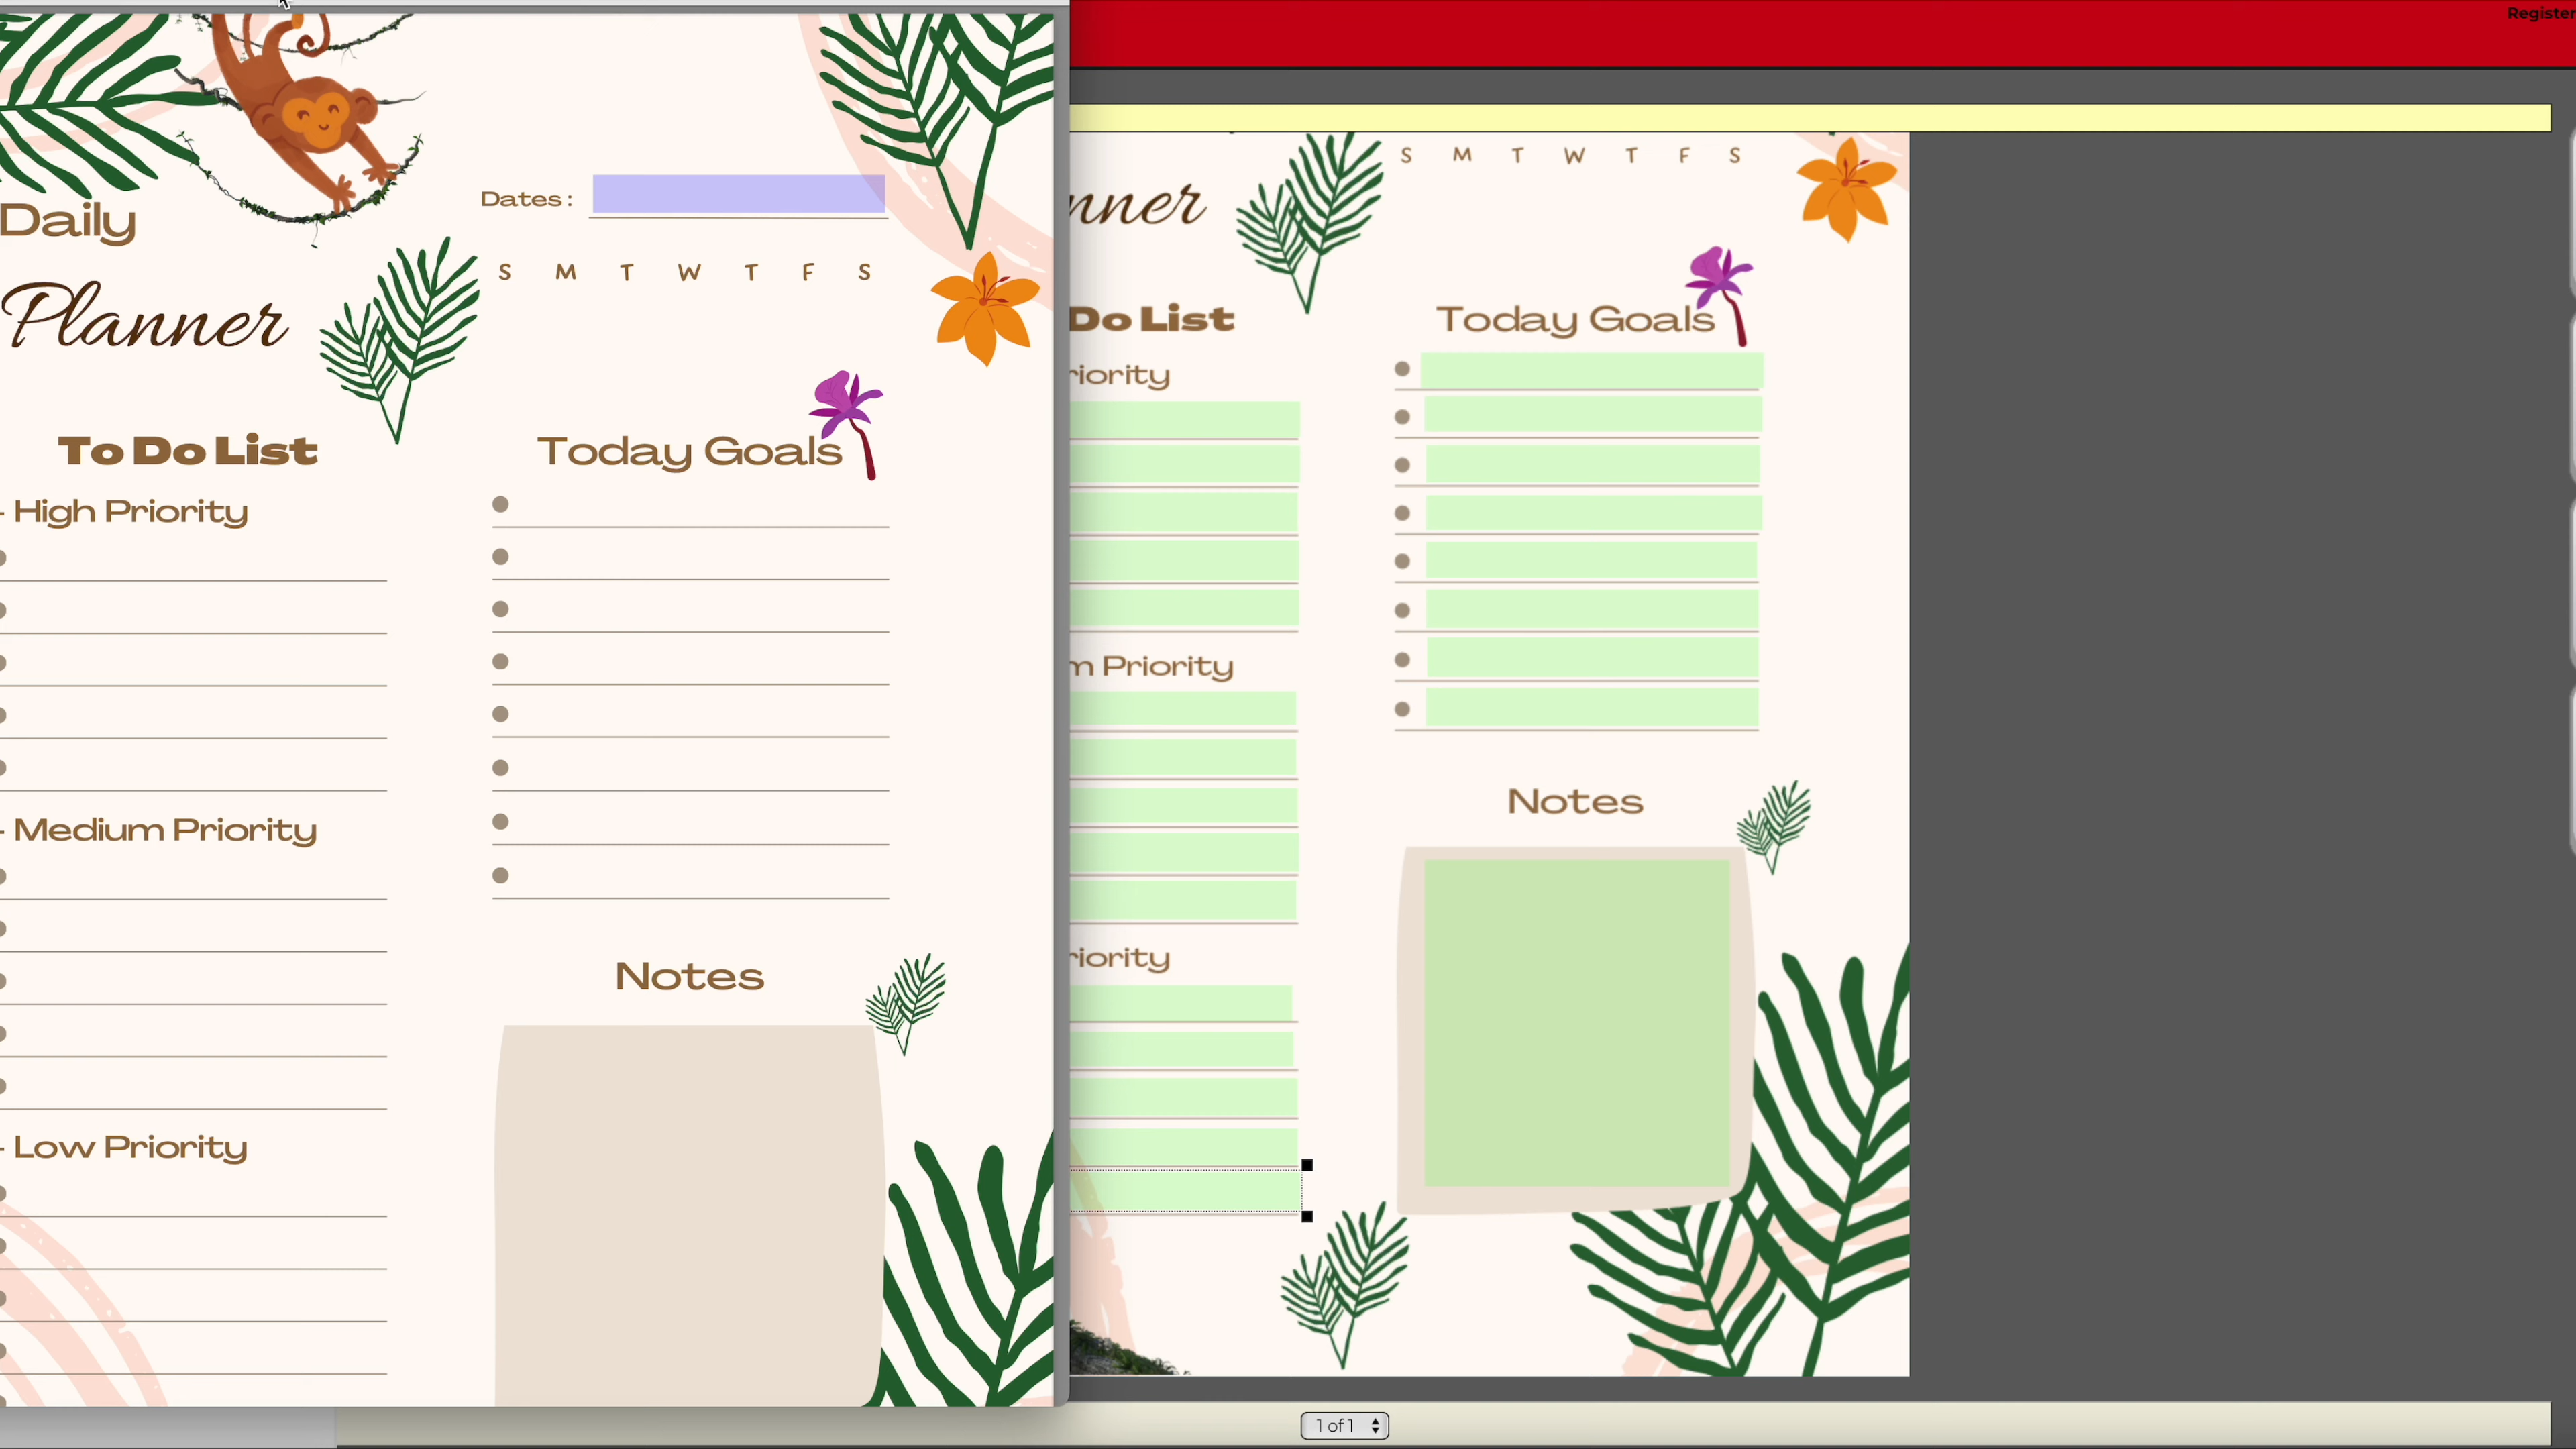 Register
Daily
Planner
Dates:
S M T W T F S
To Do List
- High Priority
- Medium Priority
- Low Priority
Today Goals
Notes
nner
S M T W T F S
Do List
riority
m Priority
riority
Today Goals
Notes
1 of 1